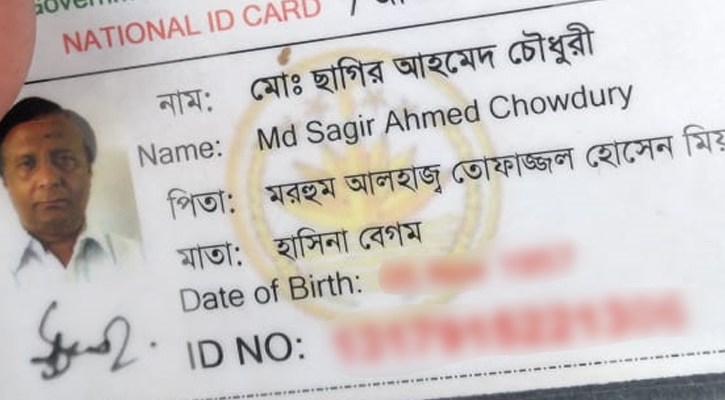 NATIONAL ID CARD /
নাম: মোঃ ছাগির আহমেদ চৌধুরী
Name: Md Sagir Ahmed Chowdury
পিতা: মরহুম আলহাজ্ব তোফাজ্জল হোসেন
মাতা: হাসিনা বেগম
Date of Birth:
ID NO: